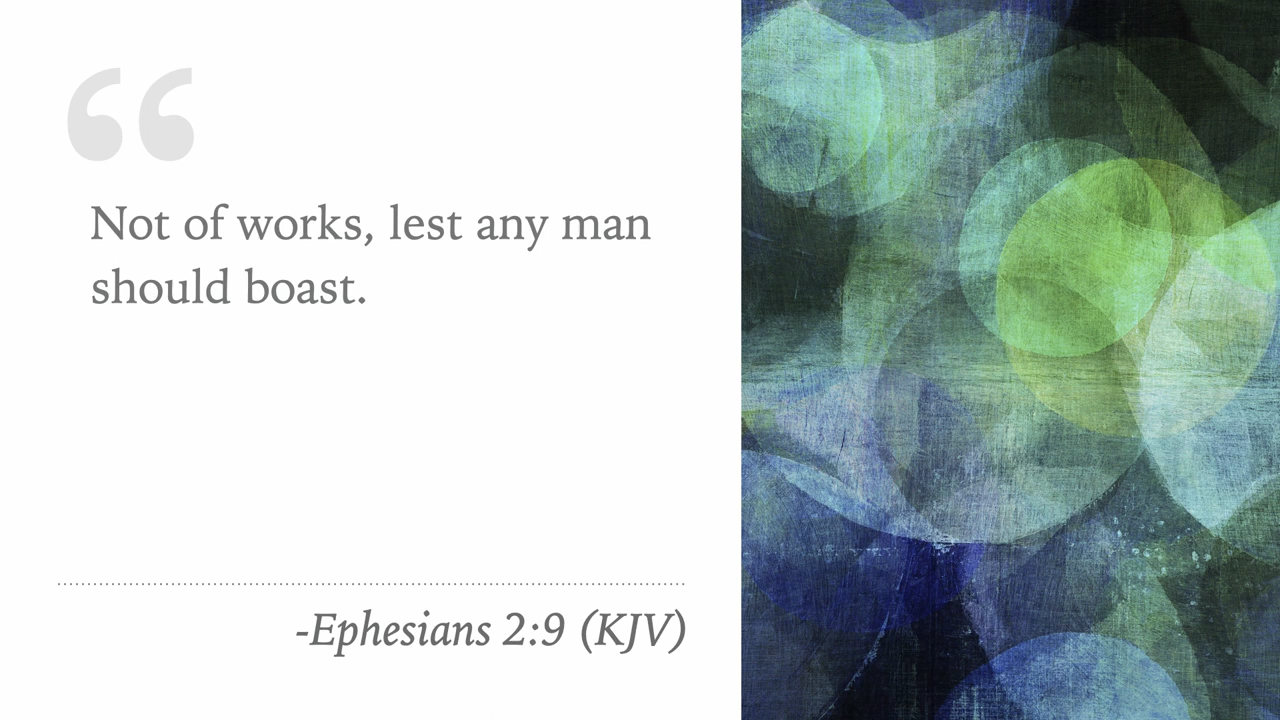 “
Not of works, lest any man
should boast.
-Ephesians 2:9 (KJV)